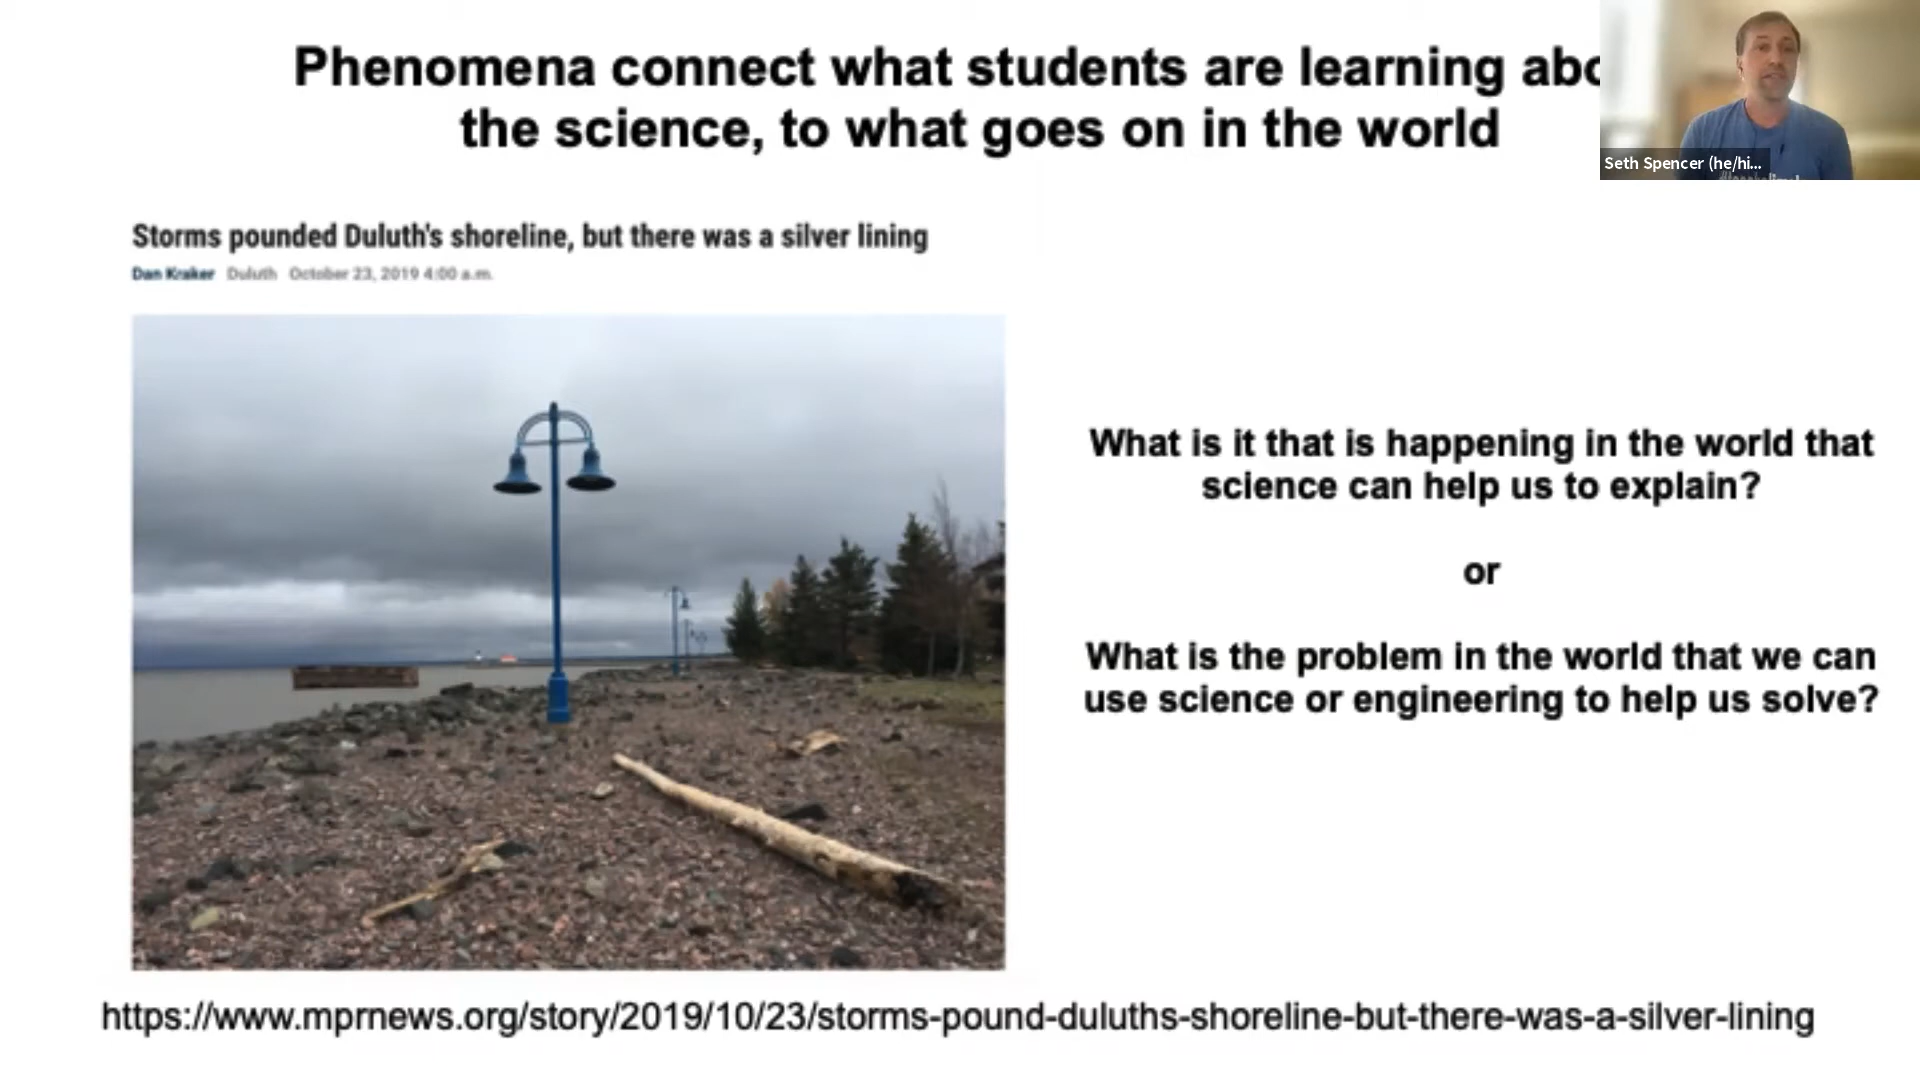 Phenomena connect what students are learning abo
the science, to what goes on in the world
Seth Spencer (he/hi...
Storms pounded Duluth's shoreline, but there was a silver lining
Dan Kraker Duluth October 23, 2019 4:00 a.m.
What is it that is happening in the world that
science can help us to explain?
or
What is the problem in the world that we can
use science or engineering to help us solve?
https://www.mprnews.org/story/2019/10/23/storms-pound-duluths-shoreline-but-there-was-a-silver-lining